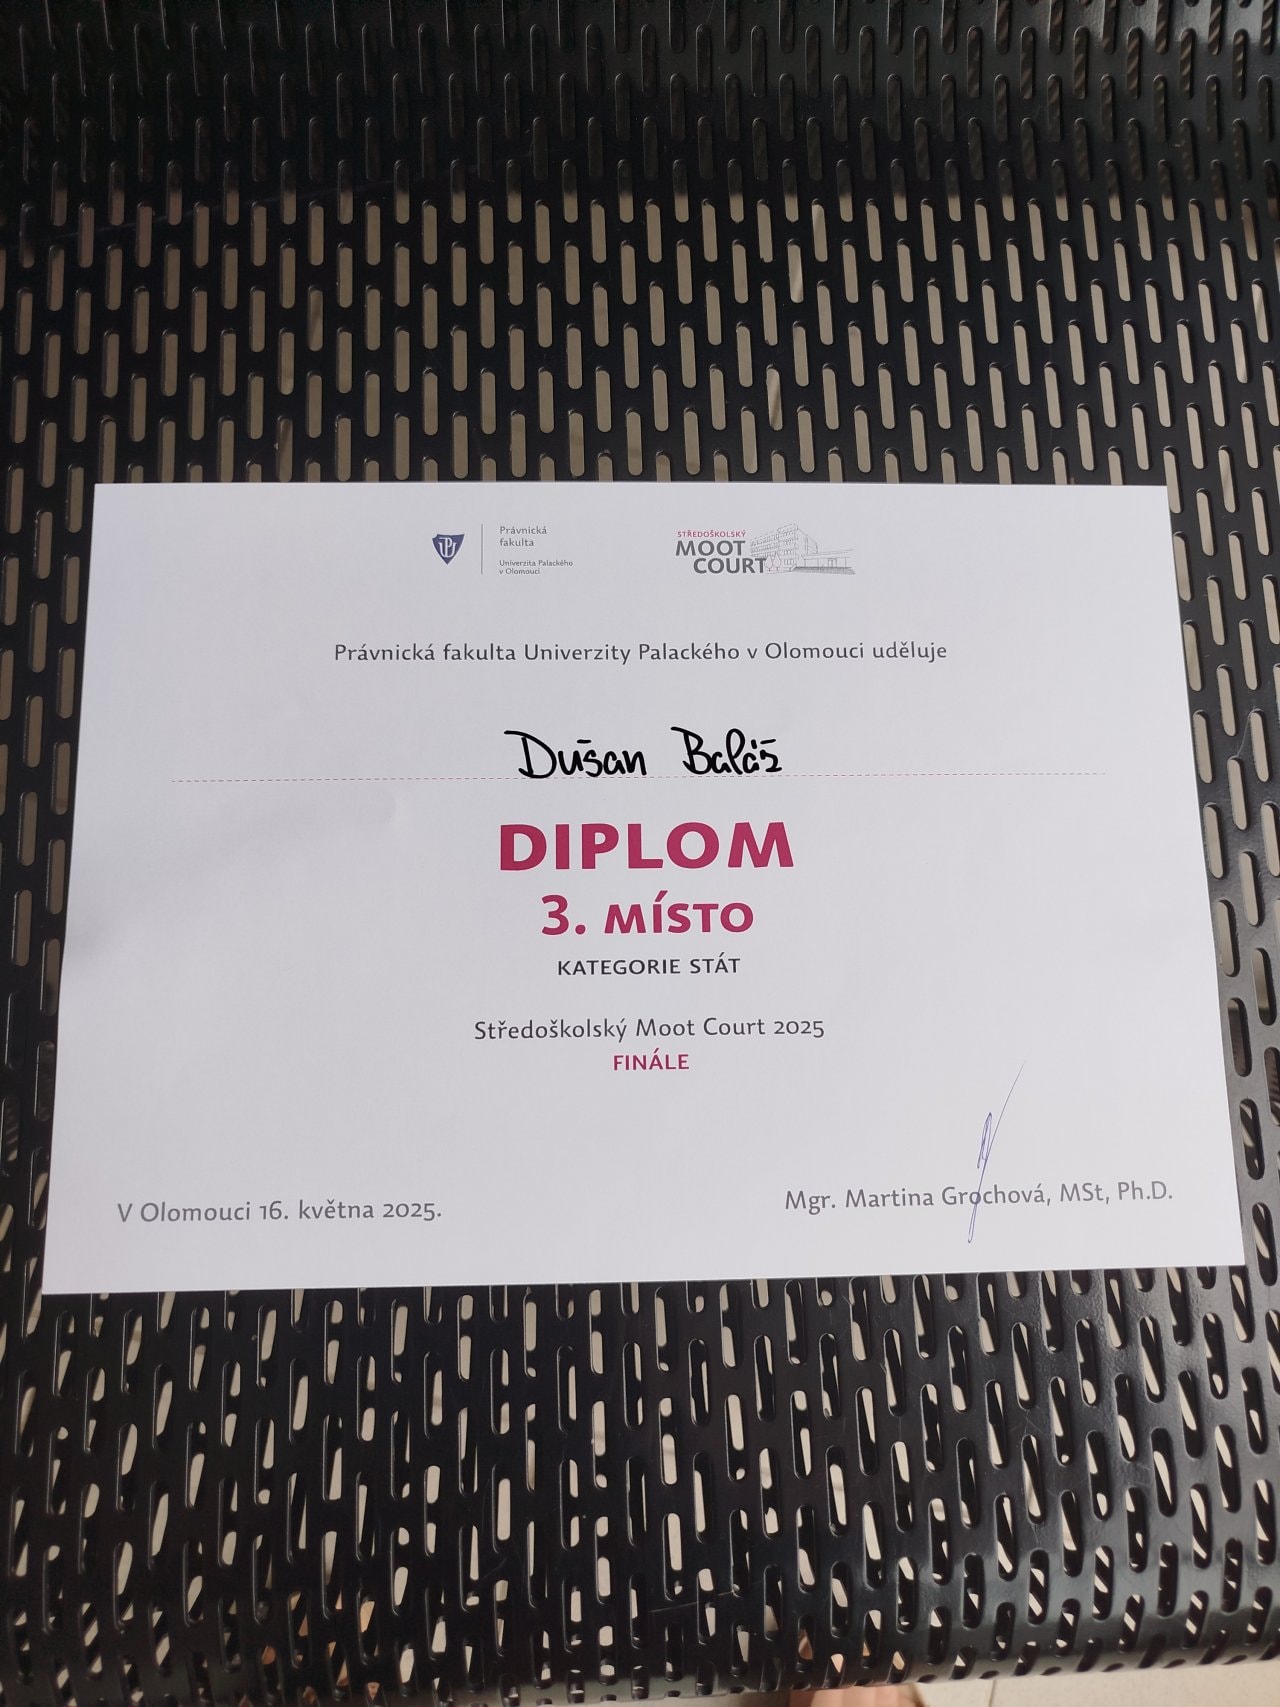 Právnická
fakulta
Univerzita Palackého
v Olomouci
STŘEDOŠKOLSKÝ
MOOT
COURT
Právnická fakulta Univerzity Palackého v Olomouci uděluje
Dušan Baláž
DIPLOM
3. MÍSTO
KATEGORIE STÁT
Středoškolský Moot Court 2025
FINÁLE
V Olomouci 16. května 2025.
Mgr. Martina Grochová, MSt, Ph.D.